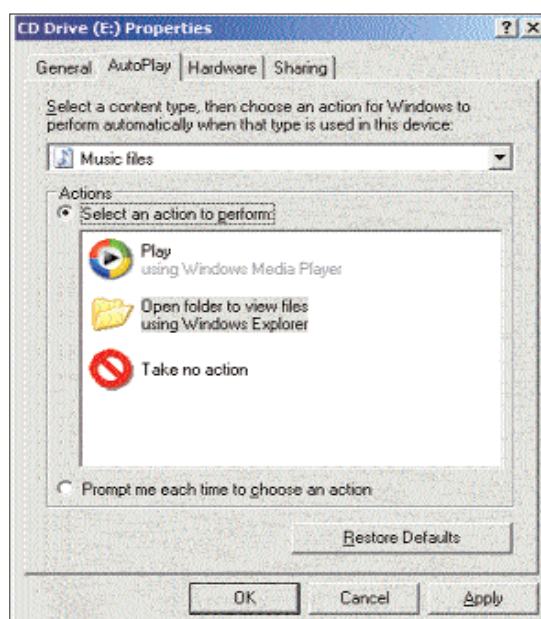 CD Drive (E:) Properties
General AutoPlay Hardware Sharing
Select a content type, then choose an action for Windows to
perform automatically when that type is used in this device:
Music files
Actions
Select an action to perform:
Play
using Windows Media Player
Open folder to view files
using Windows Explorer
Take no action
Prompt me each time to choose an action
Restore Defaults
OK Cancel Apply